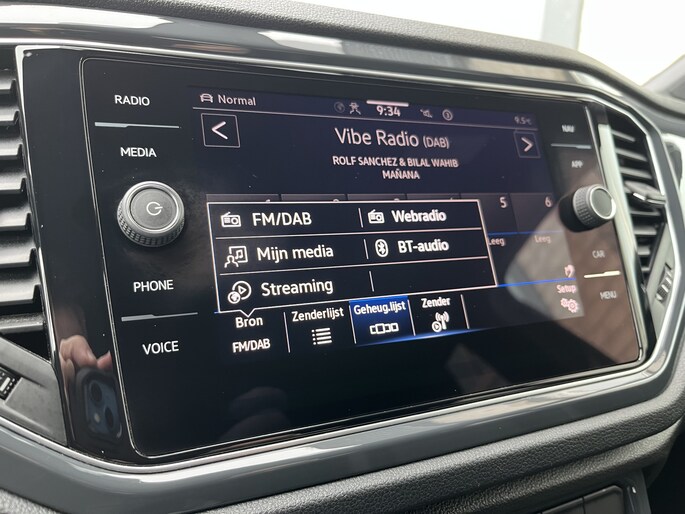 RADIO
MEDIA
PHONE
VOICE
NAV
APP
CAR
MENU
Normal
9:34
9.5°C
<
Vibe Radio (DAB)
>
ROLF SANCHEZ & BILAL WAHIB
MAÑANA
5 6
Leeg Leeg
FM/DAB Webradio
Mijn media BT-audio
Streaming
Bron Zenderlijst Geheug.lijst Zender
FM/DAB
Setup